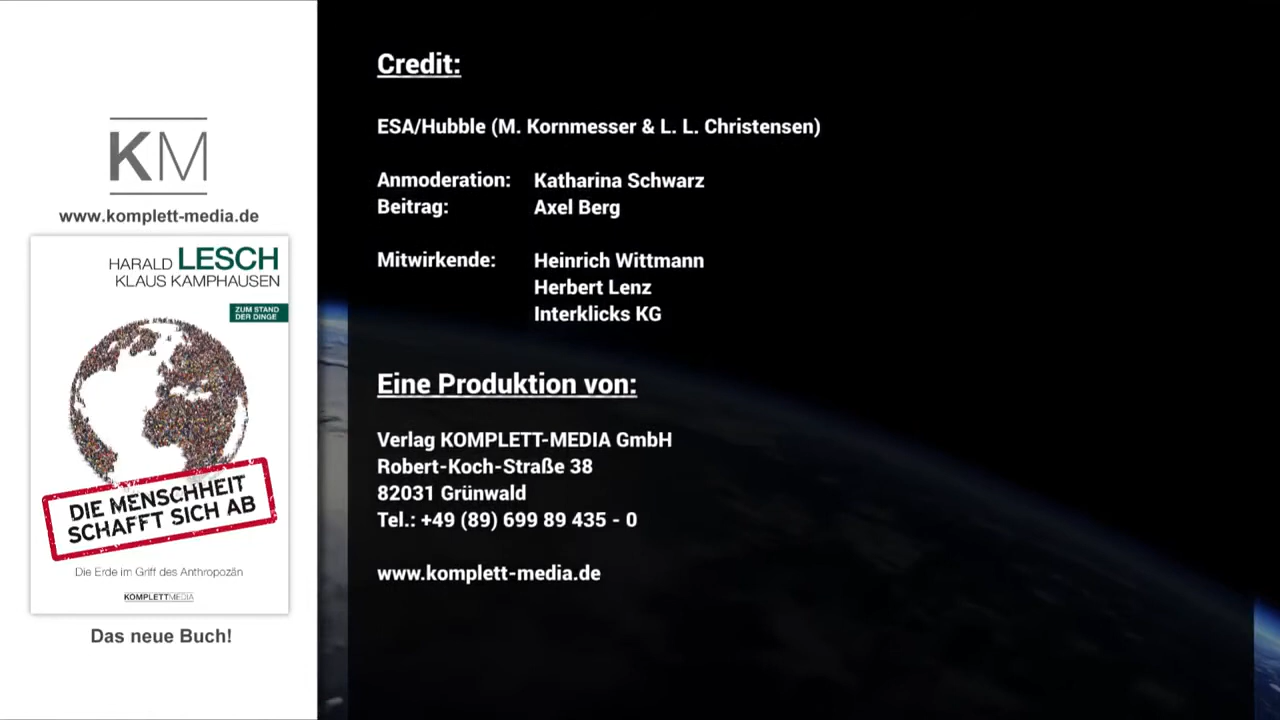 KM
www.komplett-media.de
HARALD LESCH
KLAUS KAMPHAUSEN
ZUM STAND
DER DINGE
DIE MENSCHHEIT
SCHAFFT SICH AB
Die Erde im Griff des Anthropozän
KOMPLETTMEDIA
Das neue Buch!
Credit:
ESA/Hubble (M. Kornmesser & L. L. Christensen)
Anmoderation: Katharina Schwarz
Beitrag: Axel Berg
Mitwirkende: Heinrich Wittmann
Herbert Lenz
Interklicks KG
Eine Produktion von:
Verlag KOMPLETT-MEDIA GmbH
Robert-Koch-Straße 38
82031 Grünwald
Tel.: +49 (89) 699 89 435 - 0
www.komplett-media.de